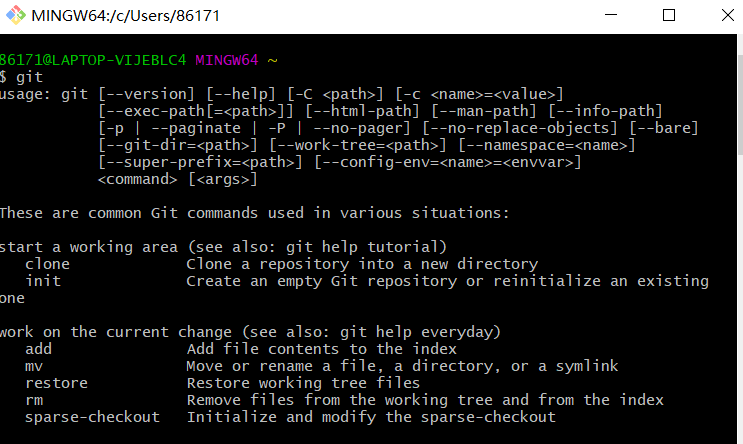 MINGW64:/c/Users/86171
86171@LAPTOP-VIJEBLC4 MINGW64 ~
$ git
usage: git [--version] [--help] [-C <path>] [-c <name>=<value>]
[--exec-path[=<path>]] [--html-path] [--man-path] [--info-path]
[-p | --paginate | -P | --no-pager] [--no-replace-objects] [--bare]
[--git-dir=<path>] [--work-tree=<path>] [--namespace=<name>]
[--super-prefix=<path>] [--config-env=<name>=<envvar>]
<command> [<args>]
These are common Git commands used in various situations:
start a working area (see also: git help tutorial)
clone Clone a repository into a new directory
init Create an empty Git repository or reinitialize an existing
one
work on the current change (see also: git help everyday)
add Add file contents to the index
mv Move or rename a file, a directory, or a symlink
restore Restore working tree files
rm Remove files from the working tree and from the index
sparse-checkout Initialize and modify the sparse-checkout